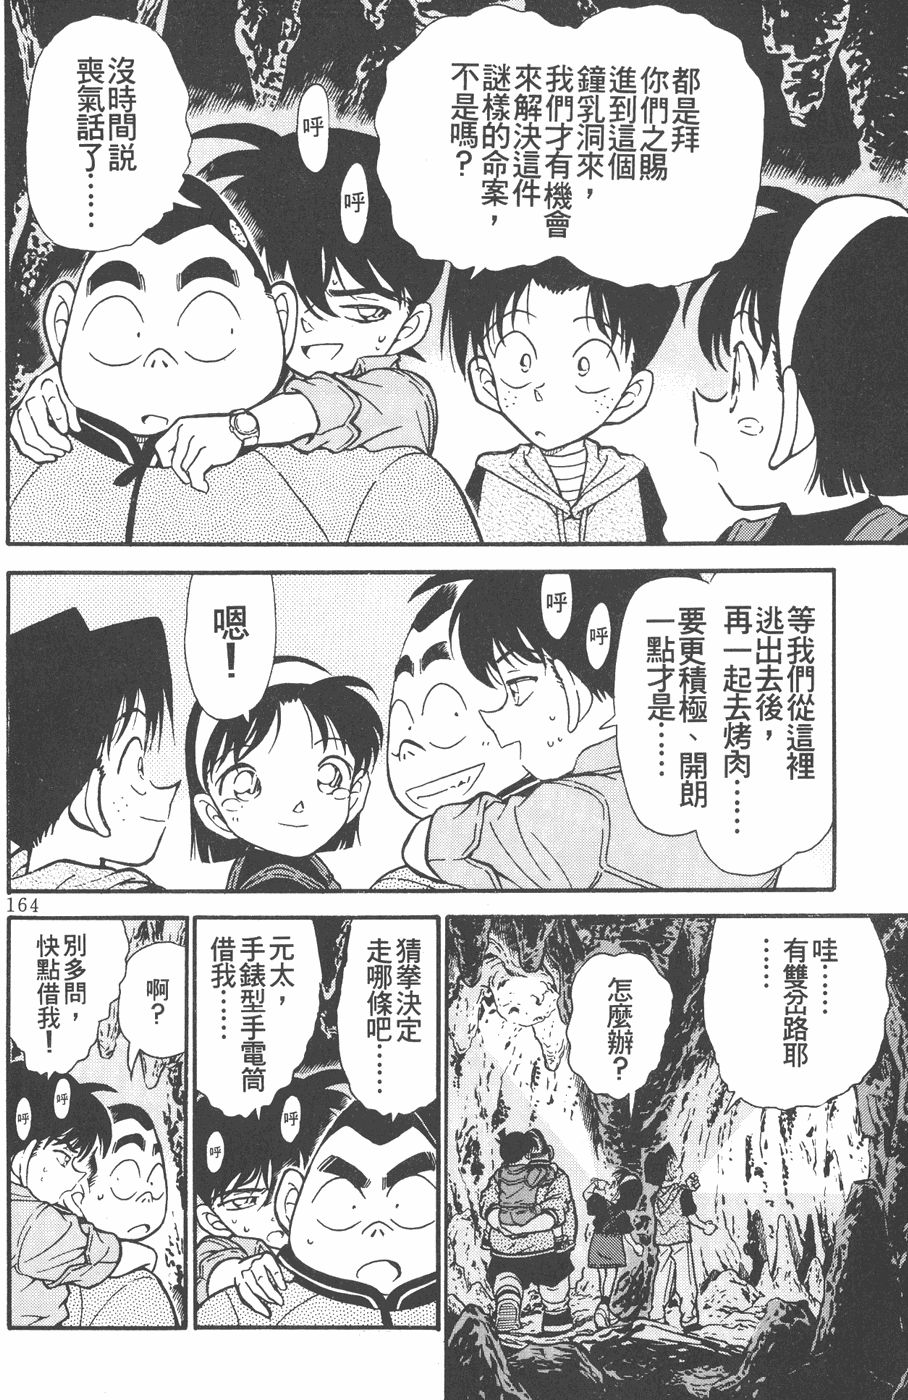 都是拜
你們之賜
進到這個
鐘乳洞來，
我們才有機會
來解決這件
謎樣的命案，
不是嗎？
呼
呼
沒時間説
喪氣話了……
等我們從這裡
逃出去後，
再一起去烤肉……
要更積極、開朗
一點才是……
呼
呼
嗯！
164
哇……
有雙岔路耶
……
怎麼辦？
猜拳決定
走哪條吧……
元太，
手錶型手電筒
借我……
呼
呼
啊？
別多問，
快點借我！
呼
呼